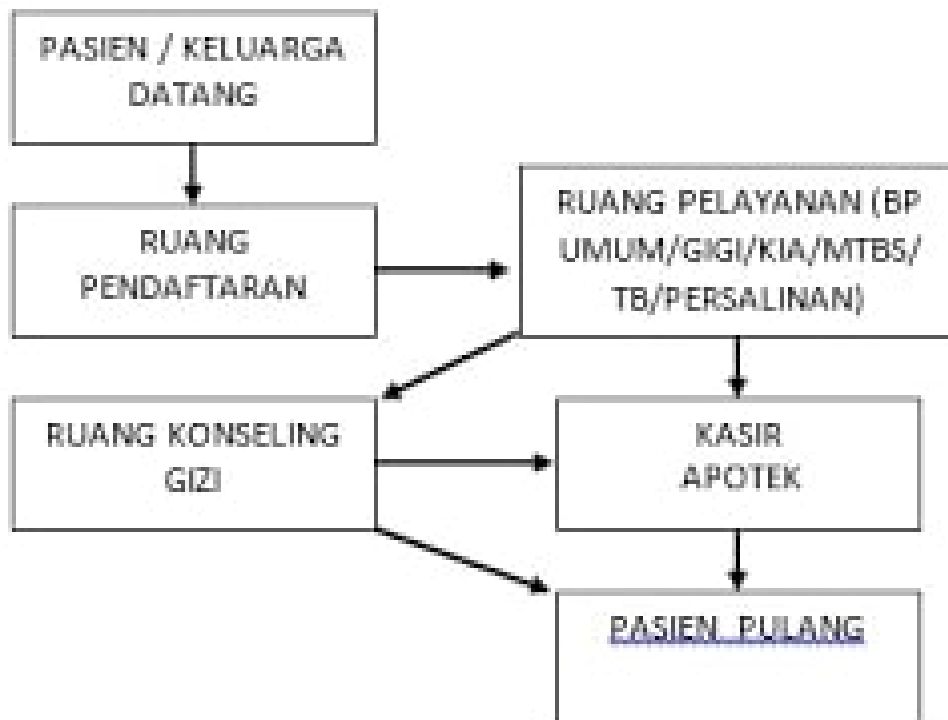 PASIEN / KELUARGA
DATANG
RUANG
PENDAFTARAN
RUANG PELAYANAN (BP
UMUM/GIGI/KIA/MTBS/
TB/PERSALINAN)
RUANG KONSELING
GIZI
KASIR
APOTEK
PASIEN PULANG